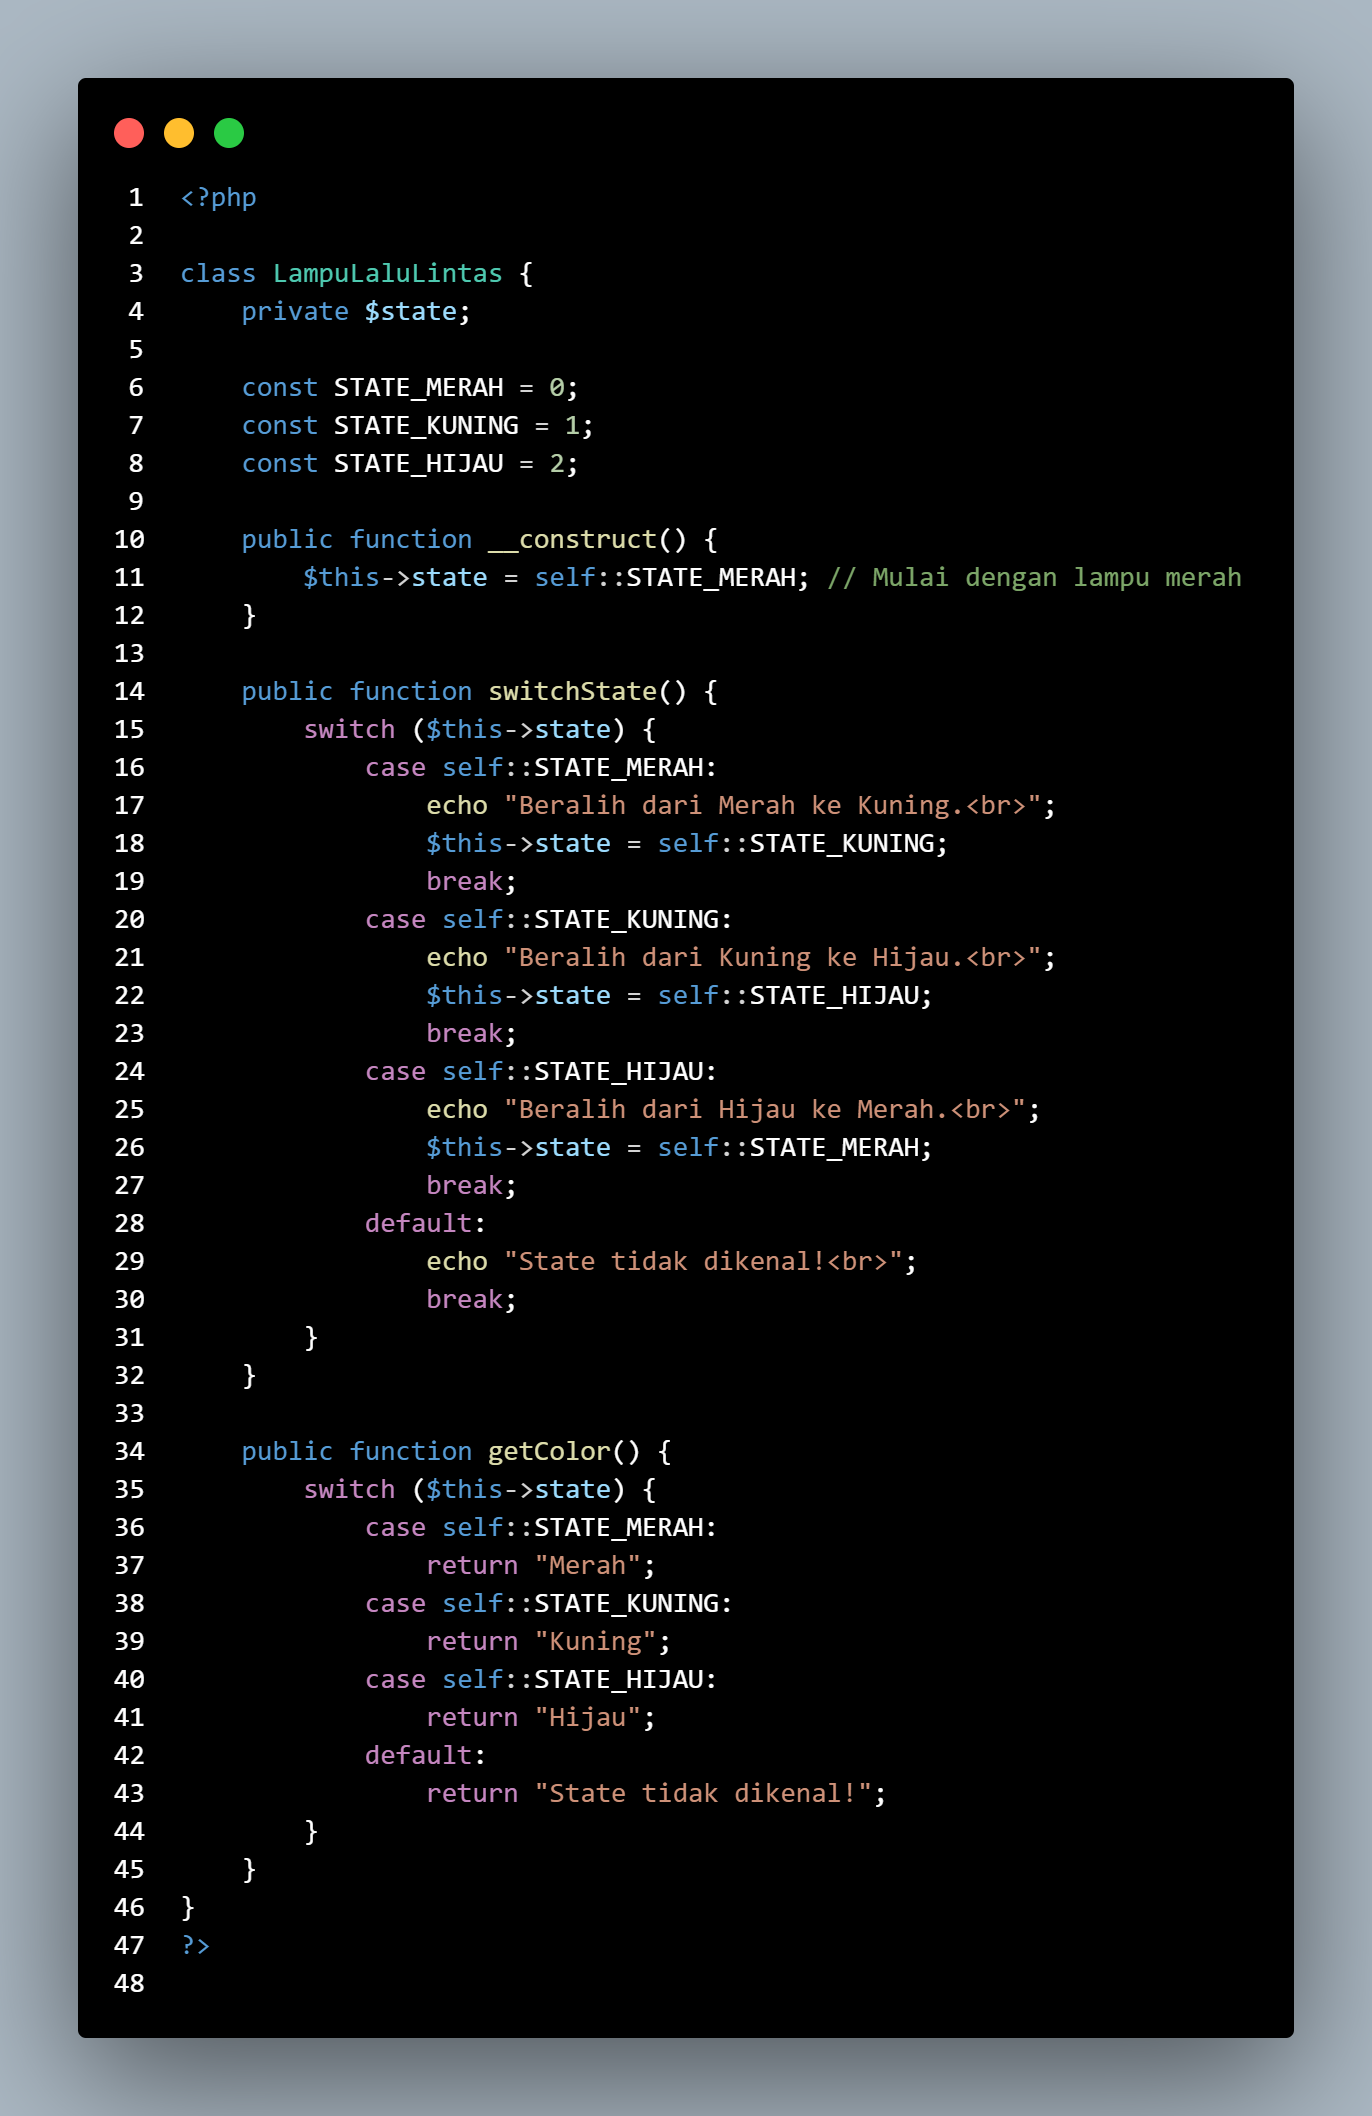 1 <?php
2
3 class LampuLaluLintas {
4     private $state;
5
6     const STATE_MERAH = 0;
7     const STATE_KUNING = 1;
8     const STATE_HIJAU = 2;
9
10     public function __construct() {
11         $this->state = self::STATE_MERAH; // Mulai dengan lampu merah
12     }
13
14     public function switchState() {
15         switch ($this->state) {
16             case self::STATE_MERAH:
17                 echo "Beralih dari Merah ke Kuning.<br>";
18                 $this->state = self::STATE_KUNING;
19                 break;
20             case self::STATE_KUNING:
21                 echo "Beralih dari Kuning ke Hijau.<br>";
22                 $this->state = self::STATE_HIJAU;
23                 break;
24             case self::STATE_HIJAU:
25                 echo "Beralih dari Hijau ke Merah.<br>";
26                 $this->state = self::STATE_MERAH;
27                 break;
28             default:
29                 echo "State tidak dikenal!<br>";
30                 break;
31         }
32     }
33
34     public function getColor() {
35         switch ($this->state) {
36             case self::STATE_MERAH:
37                 return "Merah";
38             case self::STATE_KUNING:
39                 return "Kuning";
40             case self::STATE_HIJAU:
41                 return "Hijau";
42             default:
43                 return "State tidak dikenal!";
44         }
45     }
46 }
47 ?>
48